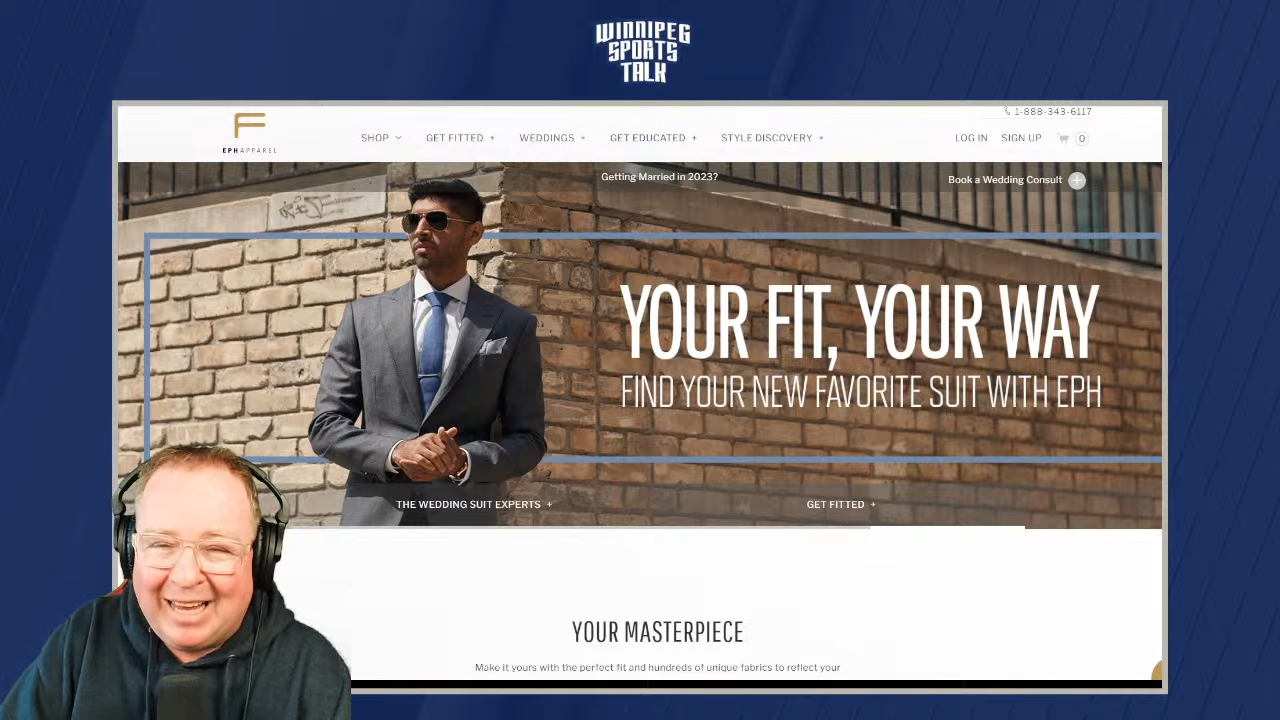 WINNIPEG
SPORTS
TALK
1-888-343-6117
EPHAPPAREL
SHOP
GET FITTED +
WEDDINGS +
GET EDUCATED +
STYLE DISCOVERY +
LOG IN
SIGN UP
0
Getting Married in 2023?
Book a Wedding Consult +
YOUR FIT, YOUR WAY
FIND YOUR NEW FAVORITE SUIT WITH EPH
THE WEDDING SUIT EXPERTS +
GET FITTED +
YOUR MASTERPIECE
Make it yours with the perfect fit and hundreds of unique fabrics to reflect your